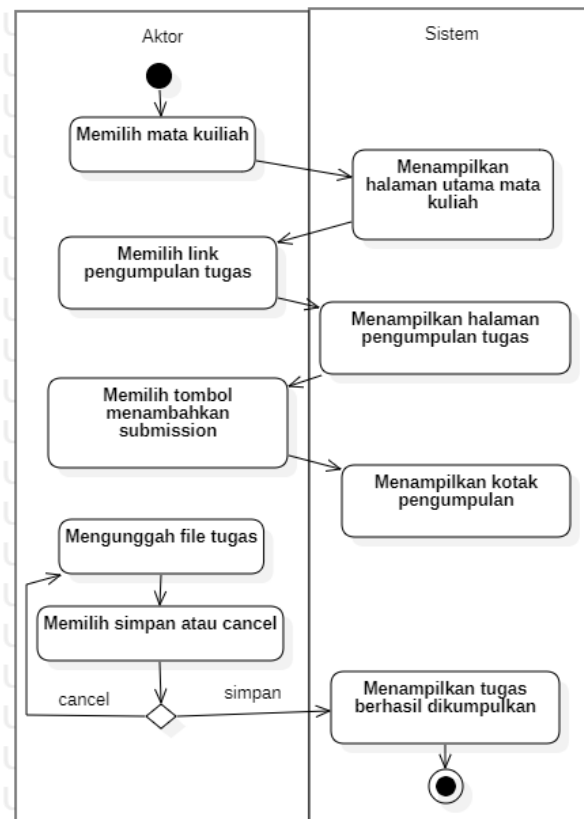 Aktor
Sistem
Memilih mata kuiliah
Menampilkan
halaman utama mata
kuliah
Memilih link
pengumpulan tugas
Menampilkan halaman
pengumpulan tugas
Memilih tombol
menambahkan
submission
Menampilkan kotak
pengumpulan
Mengunggah file tugas
Memilih simpan atau cancel
cancel
simpan
Menampilkan tugas
berhasil dikumpulkan